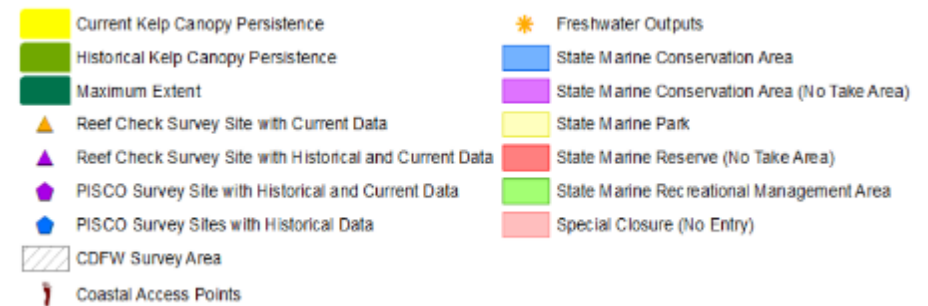 Current Kelp Canopy Persistence
Historical Kelp Canopy Persistence
Maximum Extent
Reef Check Survey Site with Current Data
Reef Check Survey Site with Historical and Current Data
PISCO Survey Site with Historical and Current Data
PISCO Survey Sites with Historical Data
CDFW Survey Area
Coastal Access Points
Freshwater Outputs
State Marine Conservation Area
State Marine Conservation Area (No Take Area)
State Marine Park
State Marine Reserve (No Take Area)
State Marine Recreational Management Area
Special Closure (No Entry)